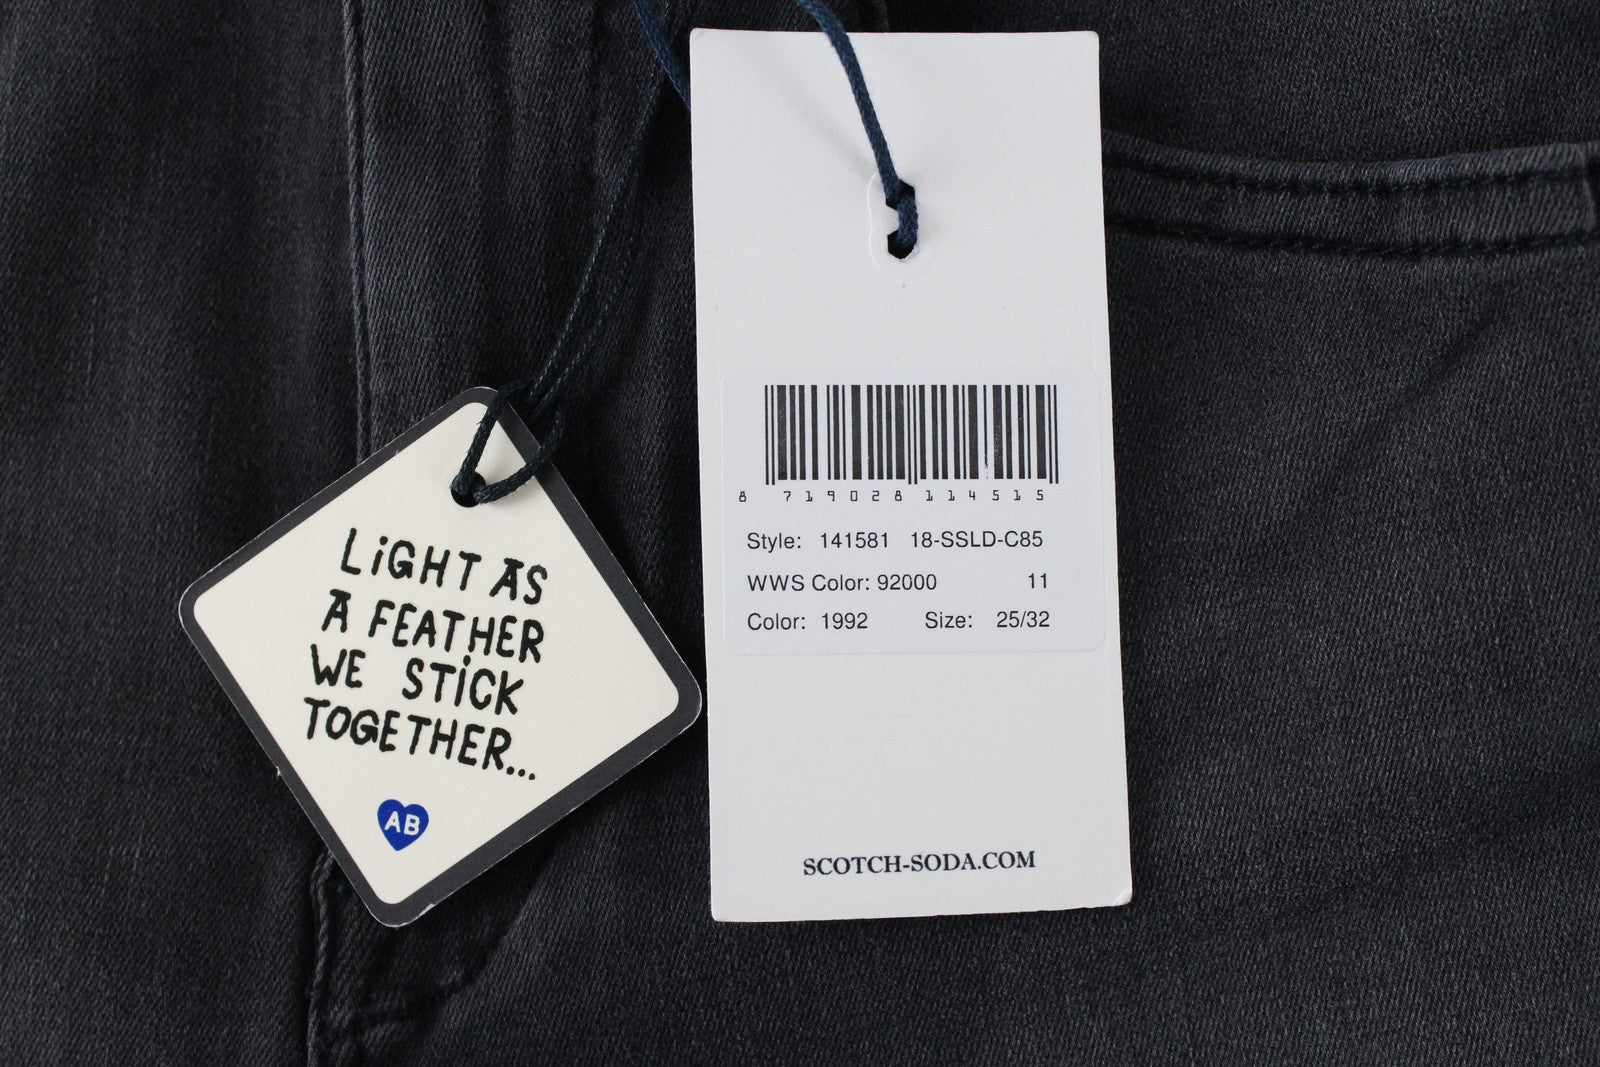 LiGHT AS
A FEATHER
WE STiCK
TOGETHER...
AB
8 719028 114515
Style: 141581 18-SSLD-C85
WWS Color: 92000 11
Color: 1992 Size: 25/32
SCOTCH-SODA.COM